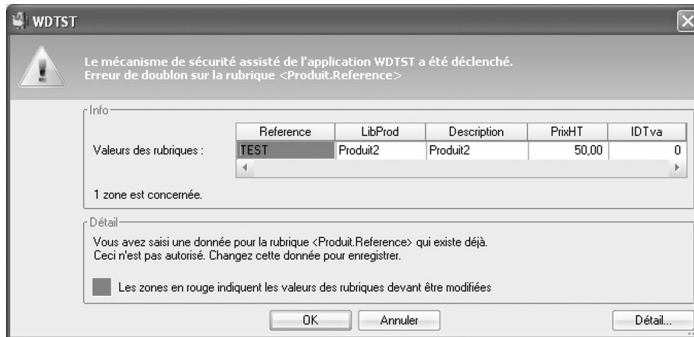 WDTST
Le mécanisme de sécurité assisté de l'application WDTST a été déclenché.
Erreur de doublon sur la rubrique <Produit.Reference>
Info
Reference LibProd Description PrixHT IDTva
Valeurs des rubriques : TEST Produit2 Produit2 50,00 0
1 zone est concernée.
Détail
Vous avez saisi une donnée pour la rubrique <Produit.Reference> qui existe déjà.
Ceci n'est pas autorisé. Changez cette donnée pour enregistrer.
Les zones en rouge indiquent les valeurs des rubriques devant être modifiées
OK Annuler Détail...